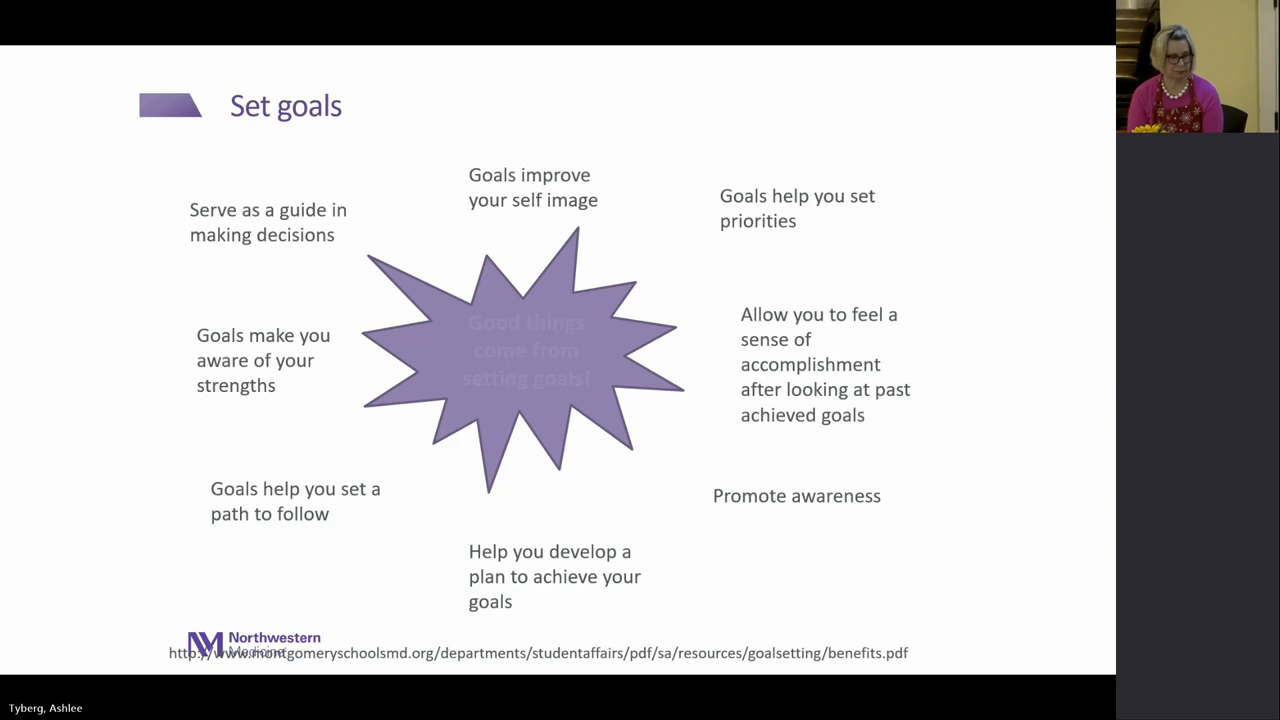 Set goals
Goals improve
your self image
Serve as a guide in
making decisions
Goals help you set
priorities
Good things
come from
setting goals!
Goals make you
aware of your
strengths
Allow you to feel a
sense of
accomplishment
after looking at past
achieved goals
Goals help you set a
path to follow
Promote awareness
Help you develop a
plan to achieve your
goals
NM Northwestern
Medicine
http://www.montgomeryschoolsmd.org/departments/studentaffairs/pdf/sa/resources/goalsetting/benefits.pdf
Tyberg, Ashlee